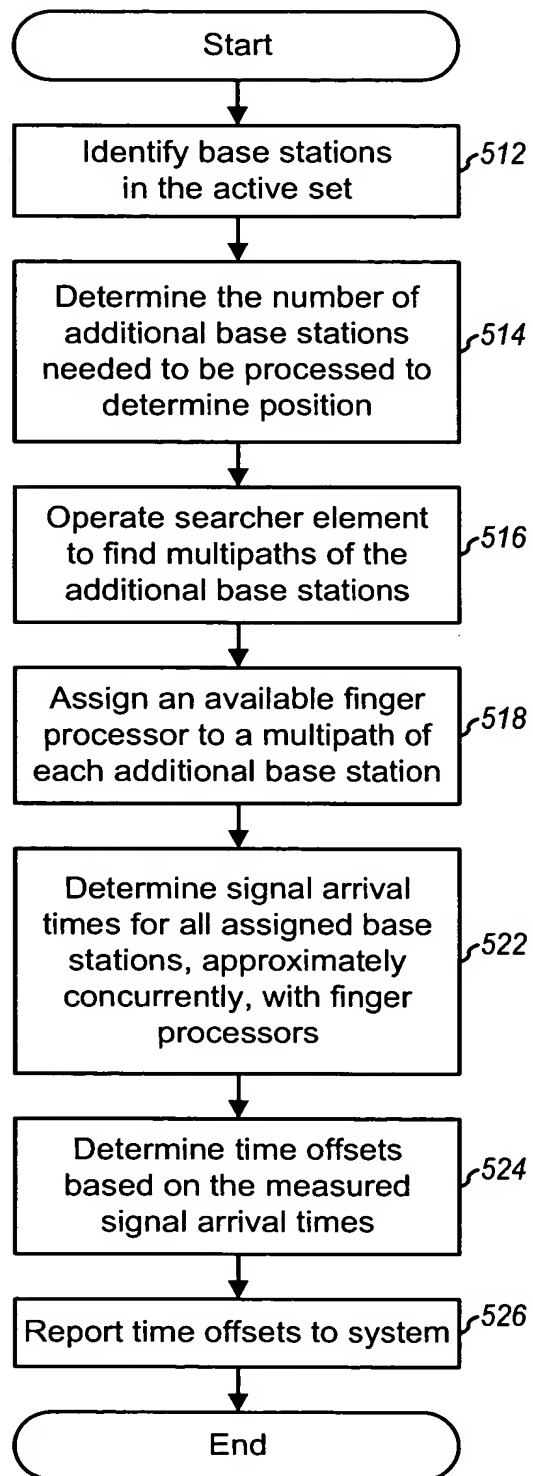 Start
Identify base stations
in the active set
512
Determine the number of
additional base stations
needed to be processed to
determine position
514
Operate searcher element
to find multipaths of the
additional base stations
516
Assign an available finger
processor to a multipath of
each additional base station
518
Determine signal arrival
times for all assigned base
stations, approximately
concurrently, with finger
processors
522
Determine time offsets
based on the measured
signal arrival times
524
Report time offsets to system
526
End